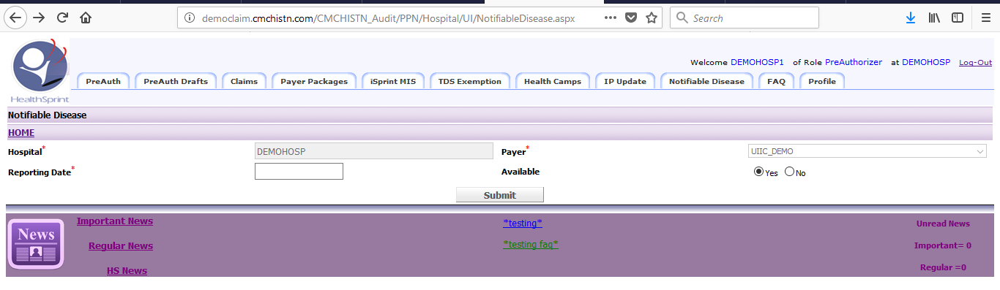 democlaim.cmchistn.com/CMCHISTN_Audit/PPN/Hospital/UI/NotifiableDisease.aspx
Search
HealthSprint
Welcome DEMOHOSP1 of Role PreAuthorizer at DEMOHOSP Log-Out
PreAuth PreAuth Drafts Claims Payer Packages iSprint MIS TDS Exemption Health Camps IP Update Notifiable Disease FAQ Profile
Notifiable Disease
HOME
Hospital* DEMOHOSP Payer* UIIC_DEMO
Reporting Date* Available Yes No
Submit
News
Important News *testing* Unread News
Regular News *testing faq* Important= 0
HS News Regular =0